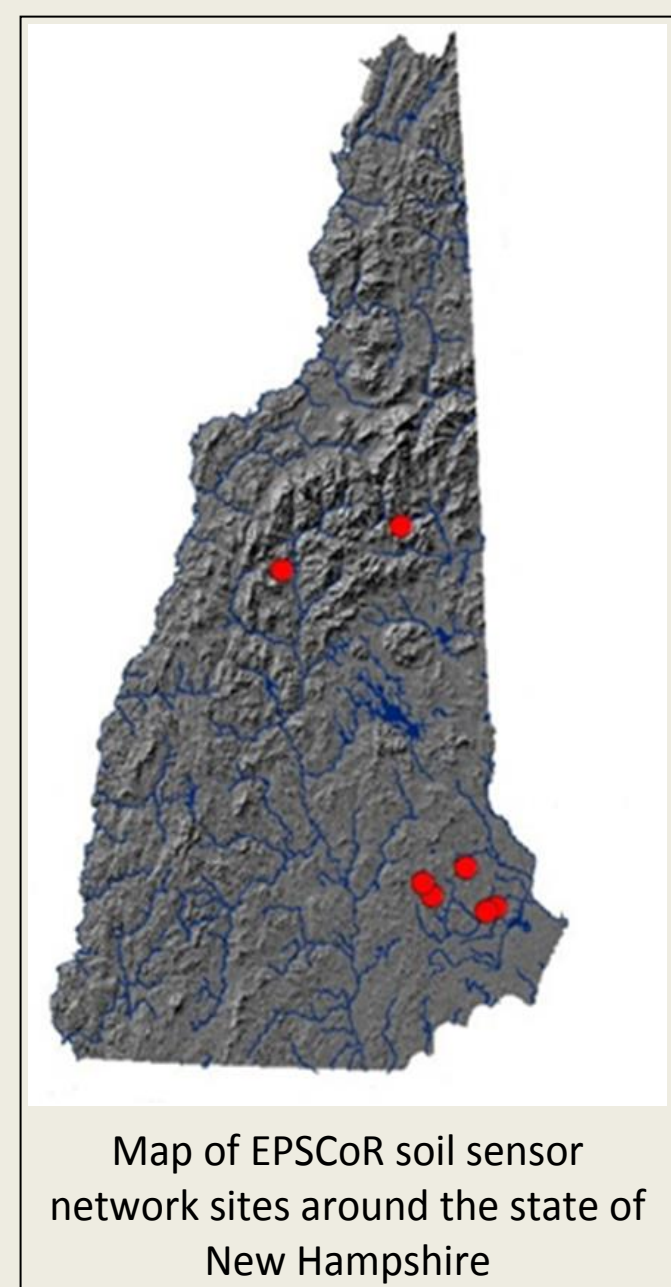 Map of EPSCoR soil sensor
network sites around the state of
New Hampshire